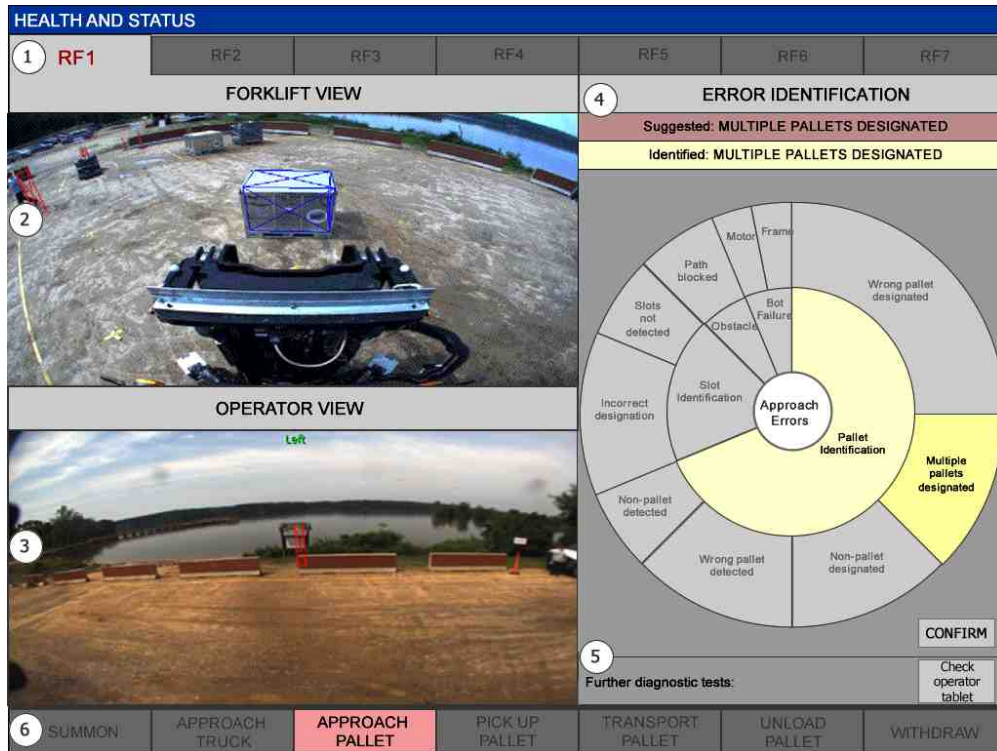 HEALTH AND STATUS
1
RF1
RF2
RF3
RF4
RF5
RF6
RF7
FORKLIFT VIEW
2
OPERATOR VIEW
Left
3
4
ERROR IDENTIFICATION
Suggested: MULTIPLE PALLETS DESIGNATED
Identified: MULTIPLE PALLETS DESIGNATED
Motor
Frame
Wrong pallet
designated
Path
blocked
Slots
not
detected
Obstacle
Bot
Failure
Slot
Identification
Incorrect
designation
Approach
Errors
Pallet
Identification
Multiple
pallets
designated
Non-pallet
detected
Wrong pallet
detected
Non-pallet
designated
CONFIRM
5
Further diagnostic tests:
Check
operator
tablet
6
SUMMON
APPROACH
TRUCK
APPROACH
PALLET
PICK UP
PALLET
TRANSPORT
PALLET
UNLOAD
PALLET
WITHDRAW